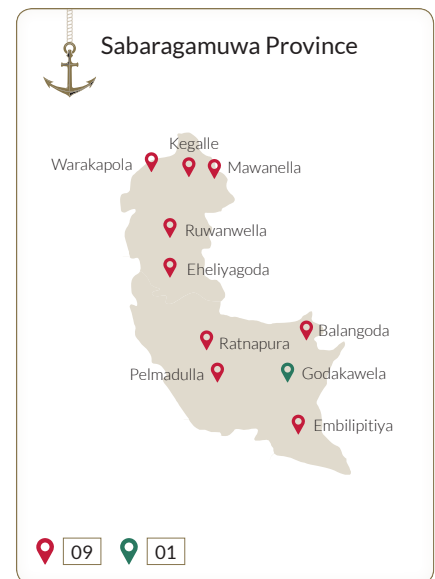 Sabaragamuwa Province
Kegalle
Warakapola
Mawanella
Ruwanwella
Eheliyagoda
Balangoda
Ratnapura
Pelmadulla
Godakawela
Embilipitiya
09
01